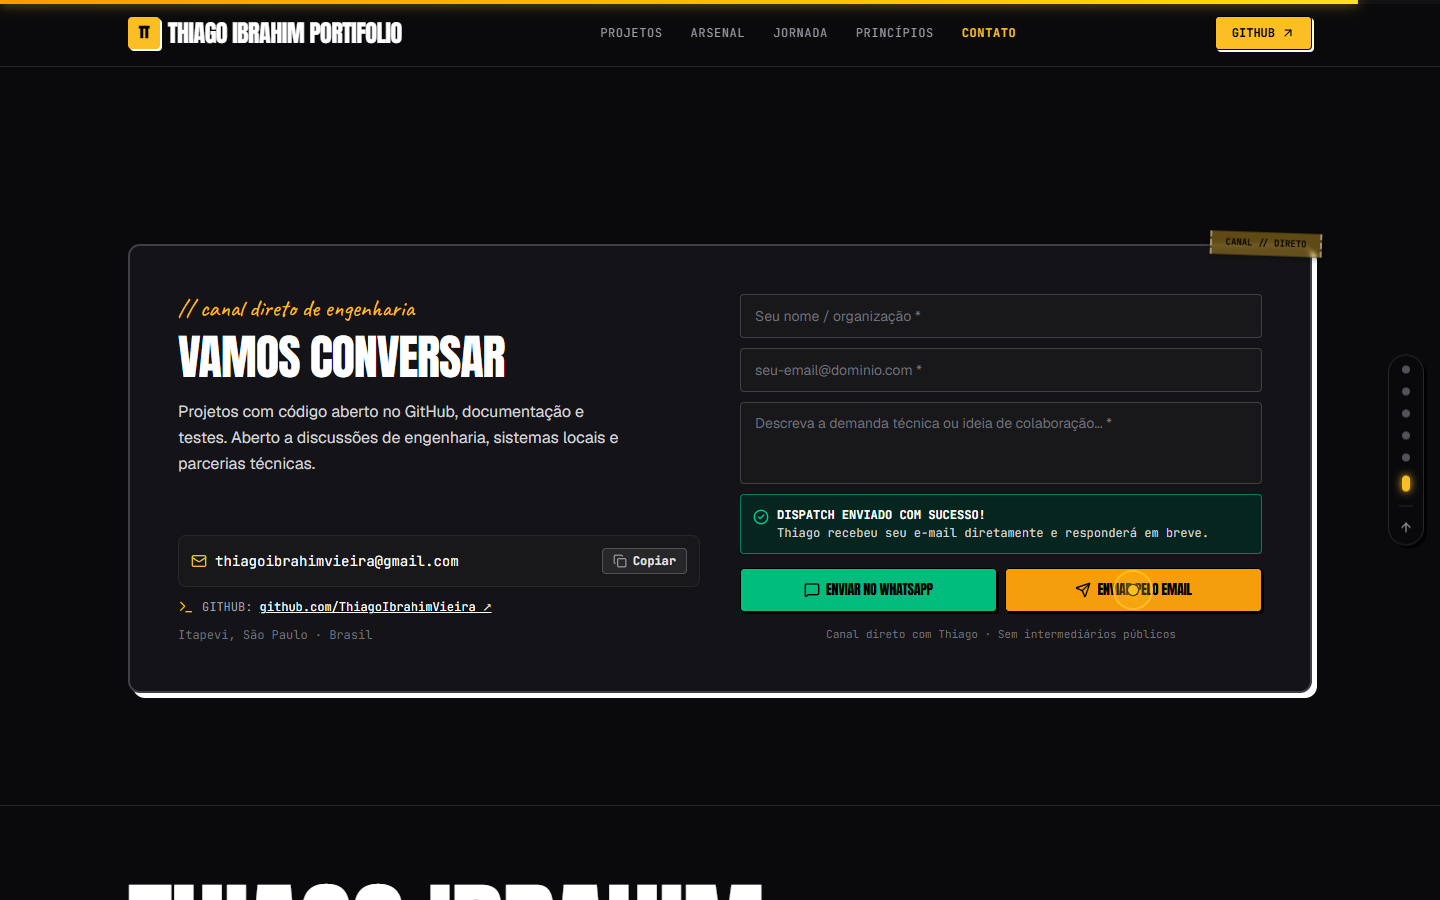 THIAGO IBRAHIM PORTIFOLIO
PROJETOS
ARSENAL
JORNADA
PRINCÍPIOS
CONTATO
GITHUB ↗
CANAL // DIRETO
// canal direto de engenharia
VAMOS CONVERSAR
Projetos com código aberto no GitHub, documentação e
testes. Aberto a discussões de engenharia, sistemas locais e
parcerias técnicas.
thiagoibrahimvieira@gmail.com
Copiar
GITHUB: github.com/ThiagoIbrahimVieira ↗
Itapevi, São Paulo · Brasil
Seu nome / organização *
seu-email@dominio.com *
Descreva a demanda técnica ou ideia de colaboração... *
DISPATCH ENVIADO COM SUCESSO!
Thiago recebeu seu e-mail diretamente e responderá em breve.
ENVIAR NO WHATSAPP
ENVIAR PELO EMAIL
Canal direto com Thiago · Sem intermediários públicos
THIAGO IBRAHIM